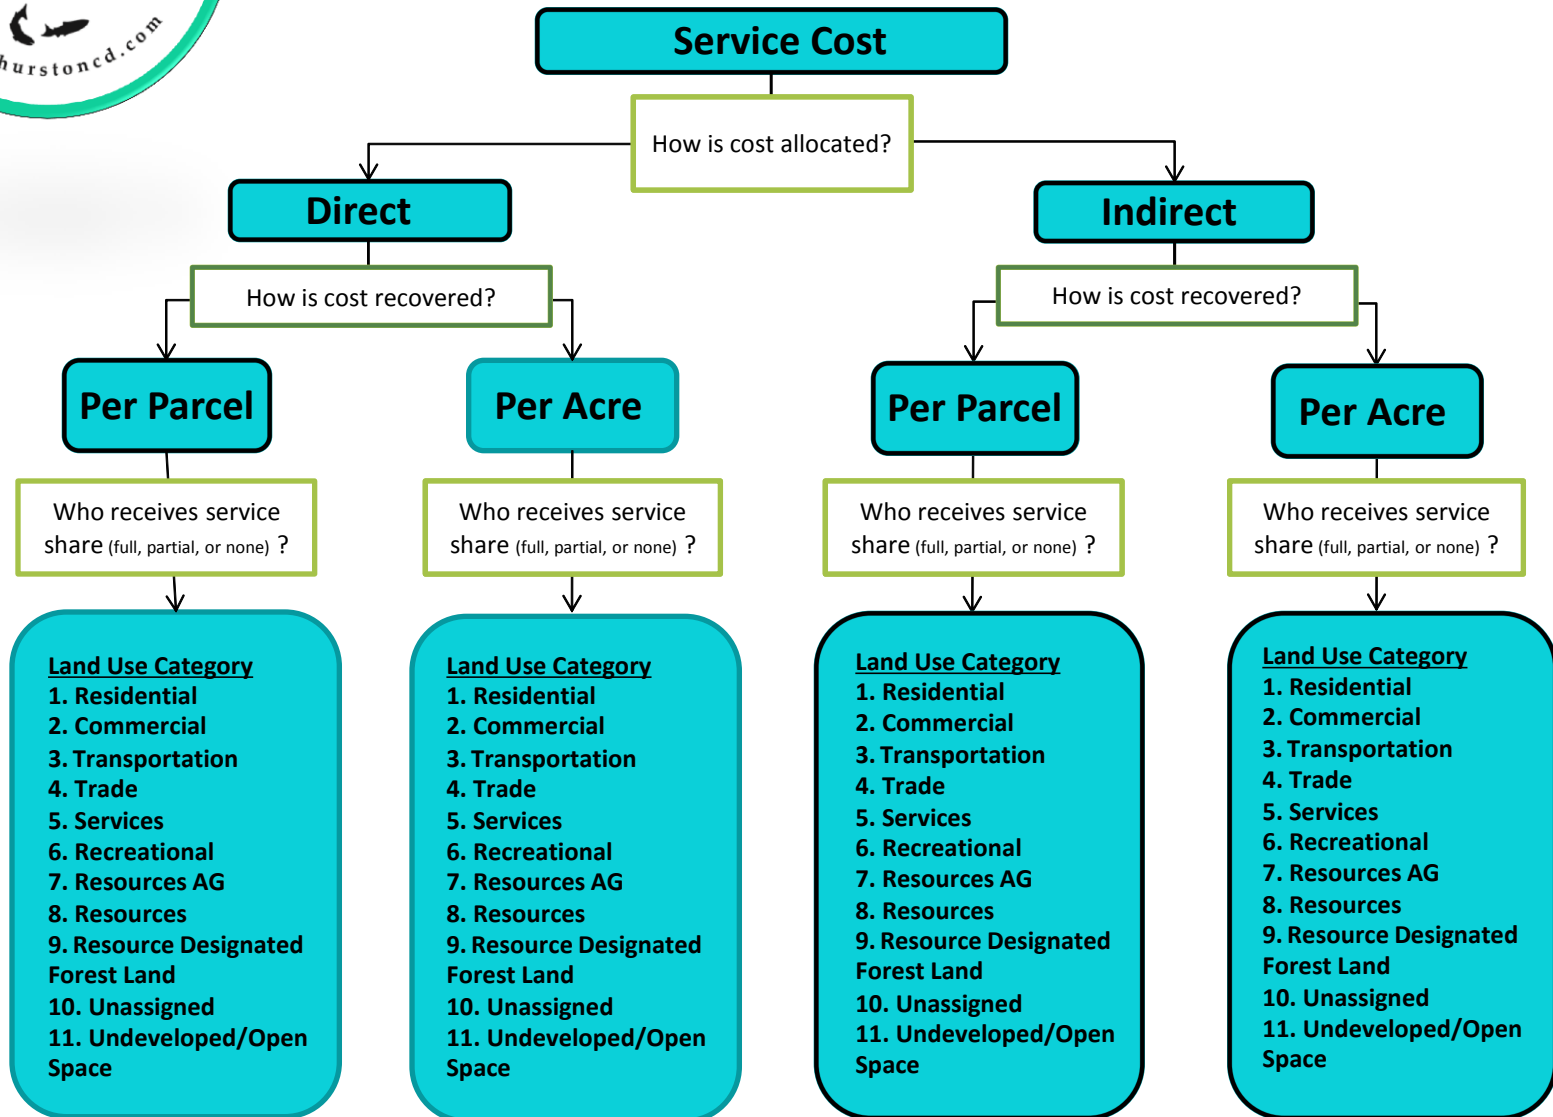 hurstoncd.com
Service Cost
How is cost allocated?
Direct
Indirect
How is cost recovered?
How is cost recovered?
Per Parcel
Per Acre
Per Parcel
Per Acre
Who receives service
share (full, partial, or none) ?
Who receives service
share (full, partial, or none) ?
Who receives service
share (full, partial, or none) ?
Who receives service
share (full, partial, or none) ?
Land Use Category
1. Residential
2. Commercial
3. Transportation
4. Trade
5. Services
6. Recreational
7. Resources AG
8. Resources
9. Resource Designated
Forest Land
10. Unassigned
11. Undeveloped/Open
Space
Land Use Category
1. Residential
2. Commercial
3. Transportation
4. Trade
5. Services
6. Recreational
7. Resources AG
8. Resources
9. Resource Designated
Forest Land
10. Unassigned
11. Undeveloped/Open
Space
Land Use Category
1. Residential
2. Commercial
3. Transportation
4. Trade
5. Services
6. Recreational
7. Resources AG
8. Resources
9. Resource Designated
Forest Land
10. Unassigned
11. Undeveloped/Open
Space
Land Use Category
1. Residential
2. Commercial
3. Transportation
4. Trade
5. Services
6. Recreational
7. Resources AG
8. Resources
9. Resource Designated
Forest Land
10. Unassigned
11. Undeveloped/Open
Space